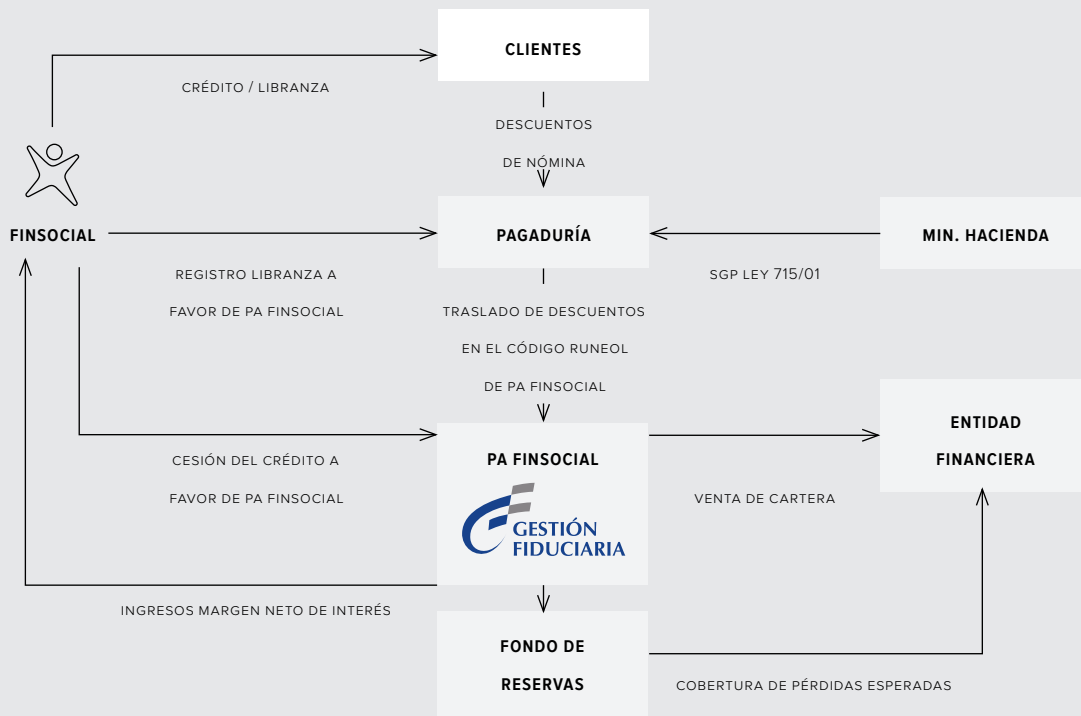 CLIENTES
CRÉDITO / LIBRANZA
DESCUENTOS
DE NÓMINA
FINSOCIAL
PAGADURÍA
MIN. HACIENDA
REGISTRO LIBRANZA A
FAVOR DE PA FINSOCIAL
SGP LEY 715/01
TRASLADO DE DESCUENTOS
EN EL CÓDIGO RUNEOL
DE PA FINSOCIAL
ENTIDAD
FINANCIERA
CESIÓN DEL CRÉDITO A
FAVOR DE PA FINSOCIAL
PA FINSOCIAL
GESTIÓN
FIDUCIARIA
VENTA DE CARTERA
INGRESOS MARGEN NETO DE INTERÉS
FONDO DE
RESERVAS
COBERTURA DE PÉRDIDAS ESPERADAS